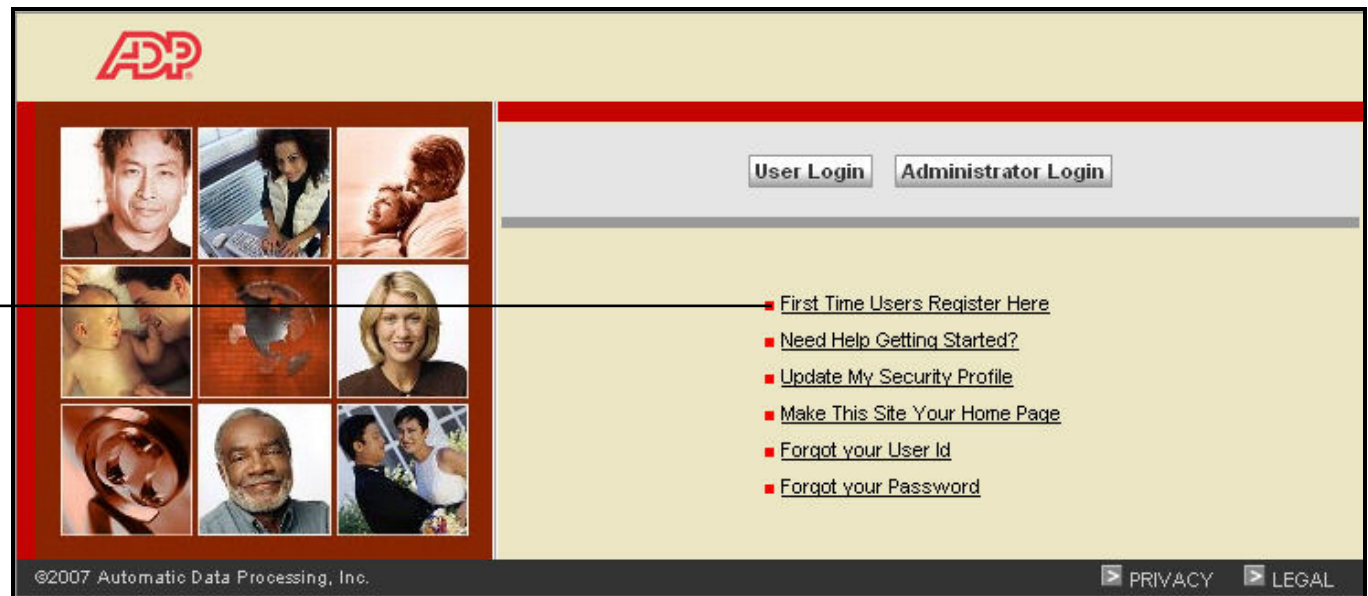 ADP
User Login Administrator Login
First Time Users Register Here
Need Help Getting Started?
Update My Security Profile
Make This Site Your Home Page
Forgot your User Id
Forgot your Password
©2007 Automatic Data Processing, Inc. PRIVACY LEGAL